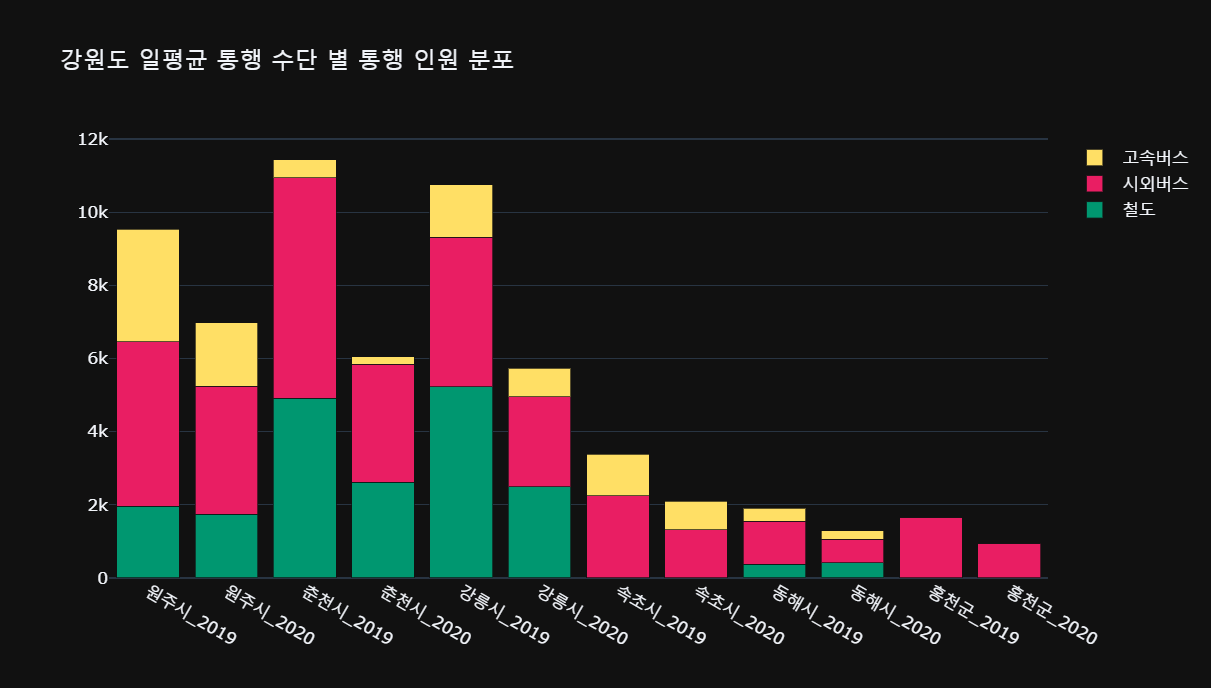 강원도 일평균 통행 수단 별 통행 인원 분포
12k
10k
8k
6k
4k
2k
0
고속버스
시외버스
철도
원주시_2019
원주시_2020
춘천시_2019
춘천시_2020
강릉시_2019
강릉시_2020
속초시_2019
속초시_2020
동해시_2019
동해시_2020
홍천군_2019
홍천군_2020